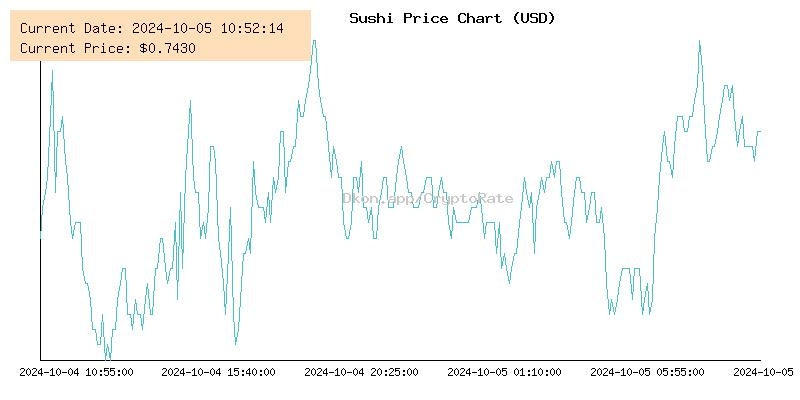 Sushi Price Chart (USD)
Current Date: 2024-10-05 10:52:14
Current Price: $0.7430
Okon.app/CryptoRate
2024-10-04 10:55:00 2024-10-04 15:40:00 2024-10-04 20:25:00 2024-10-05 01:10:00 2024-10-05 05:55:00 2024-10-05